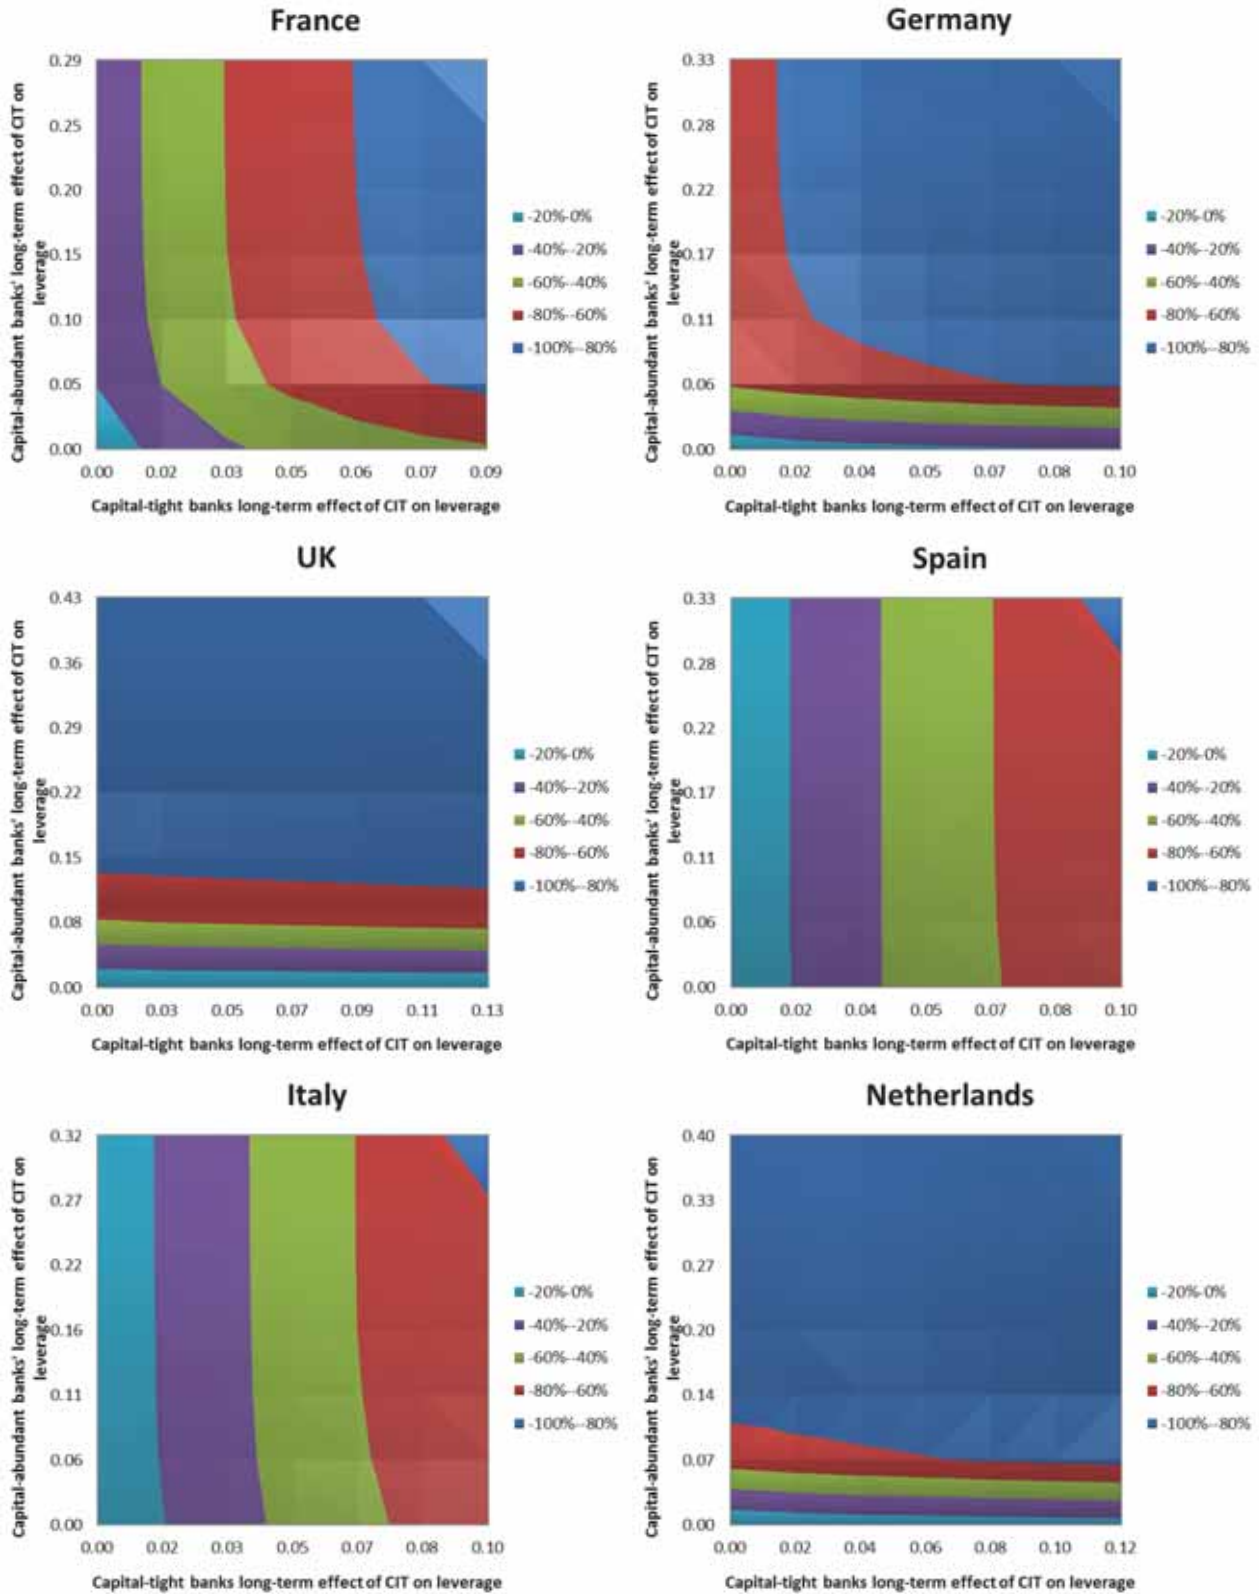 France
Capital-abundant banks' long-term effect of CIT on
leverage
0.29
0.25
0.20
0.15
0.10
0.05
0.00
0.00 0.02 0.03 0.05 0.07 0.09
Capital-tight banks long-term effect of CIT on leverage
-20%-0%
-40%--20%
-60%--40%
-80%--60%
-100%--80%
Germany
Capital-abundant banks' long-term effect of CIT on
leverage
0.33
0.28
0.22
0.17
0.11
0.06
0.00
0.00 0.02 0.04 0.05 0.07 0.08 0.10
Capital-tight banks long-term effect of CIT on leverage
-20%-0%
-40%--20%
-60%--40%
-80%--60%
-100%--80%
UK
Capital-abundant banks' long-term effect of CIT on
leverage
0.43
0.36
0.29
0.22
0.15
0.08
0.00
0.00 0.03 0.05 0.07 0.09 0.11 0.13
Capital-tight banks long-term effect of CIT on leverage
-20%-0%
-40%--20%
-60%--40%
-80%--60%
-100%--80%
Spain
Capital-abundant banks' long-term effect of CIT on
leverage
0.33
0.28
0.22
0.17
0.11
0.06
0.00
0.00 0.02 0.04 0.05 0.07 0.08 0.10
Capital-tight banks long-term effect of CIT on leverage
-20%-0%
-40%--20%
-60%--40%
-80%--60%
-100%--80%
Italy
Capital-abundant banks' long-term effect of CIT on
leverage
0.32
0.27
0.22
0.16
0.11
0.06
0.00
0.00 0.02 0.03 0.05 0.07 0.08 0.10
Capital-tight banks long-term effect of CIT on leverage
-20%-0%
-40%--20%
-60%--40%
-80%--60%
-100%--80%
Netherlands
Capital-abundant banks' long-term effect of CIT on
leverage
0.40
0.33
0.27
0.20
0.14
0.07
0.00
0.00 0.02 0.04 0.06 0.08 0.10 0.12
Capital-tight banks long-term effect of CIT on leverage
-20%-0%
-40%--20%
-60%--40%
-80%--60%
-100%--80%